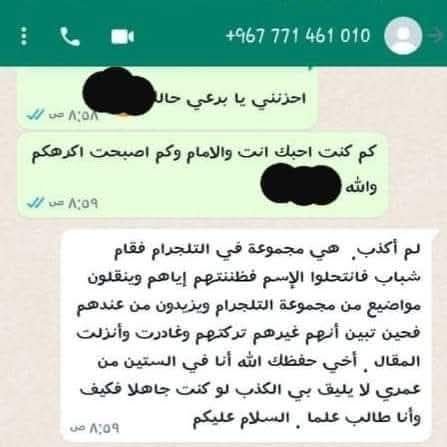 +967 771 461 010
احزنني يا برعي حالك
٨:٥٨ ص
كم كنت احبك انت والامام وكم اصبحت اكرهكم
والله
٨:٥٩ ص
لم أكذب. هي مجموعة في التلجرام فقام
شباب فانتحلوا الإسم فظننتهم إياهم وينقلون
مواضيع من مجموعة التلجرام ويزيدون من عندهم
فحين تبين أنهم غيرهم تركتهم وغادرت وأنزلت
المقال . أخي حفظك الله أنا في الستين من
عمري لا يليق بي الكذب لو كنت جاهلا فكيف
وأنا طالب علما . السلام عليكم
٨:٥٩ ص